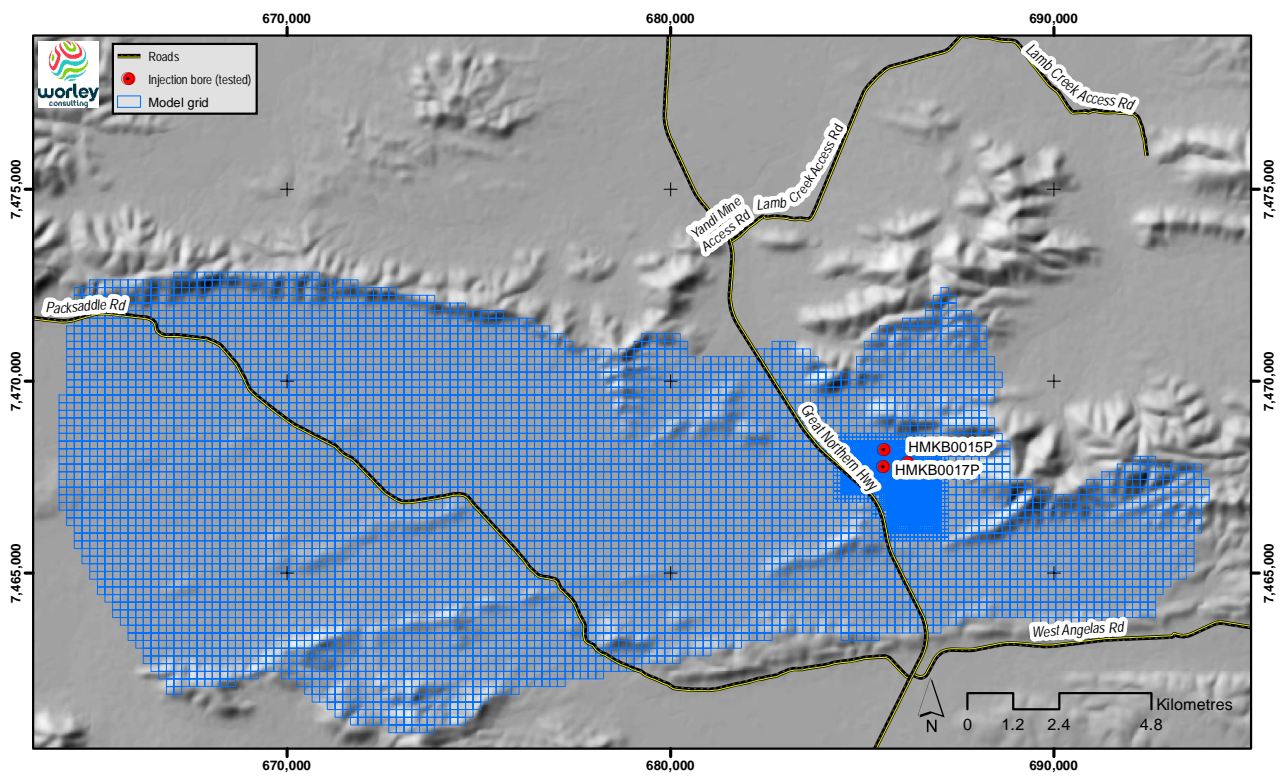 670,000
680,000
690,000
worley
consulting
Roads
Injection bore (tested)
Model grid
Lamb Creek Access Rd
Lamb Creek Access Rd
Yandi Mine
Access Rd
7,475,000
7,475,000
Packsaddle Rd
7,470,000
7,470,000
Great Northern Hwy
HMKB0015P
HMKB0017P
7,465,000
7,465,000
West Angelas Rd
N
Kilometres
0
1.2
2.4
4.8
670,000
680,000
690,000